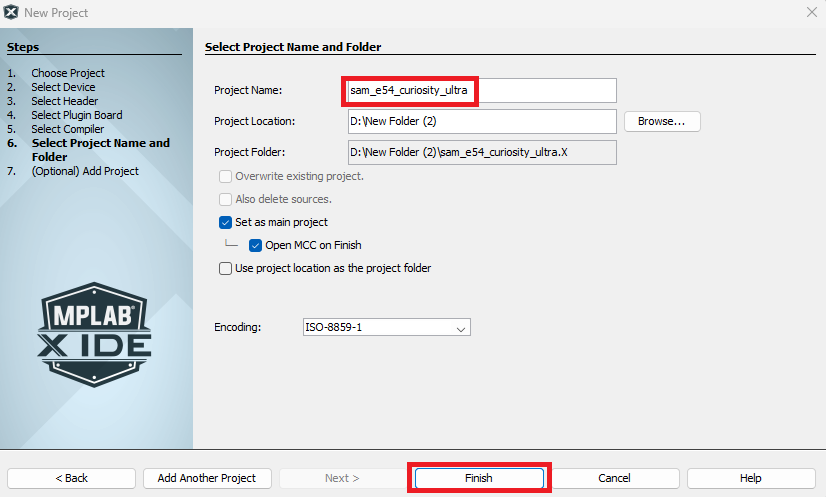 New Project
Steps
1. Choose Project
2. Select Device
3. Select Header
4. Select Plugin Board
5. Select Compiler
6. Select Project Name and
Folder
7. (Optional) Add Project
MPLAB®
X IDE
Select Project Name and Folder
Project Name: sam_e54_curiosity_ultra
Project Location: D:\New Folder (2) Browse...
Project Folder: D:\New Folder (2)\sam_e54_curiosity_ultra.X
Overwrite existing project.
Also delete sources.
Set as main project
Open MCC on Finish
Use project location as the project folder
Encoding: ISO-8859-1
< Back Add Another Project Next > Finish Cancel Help